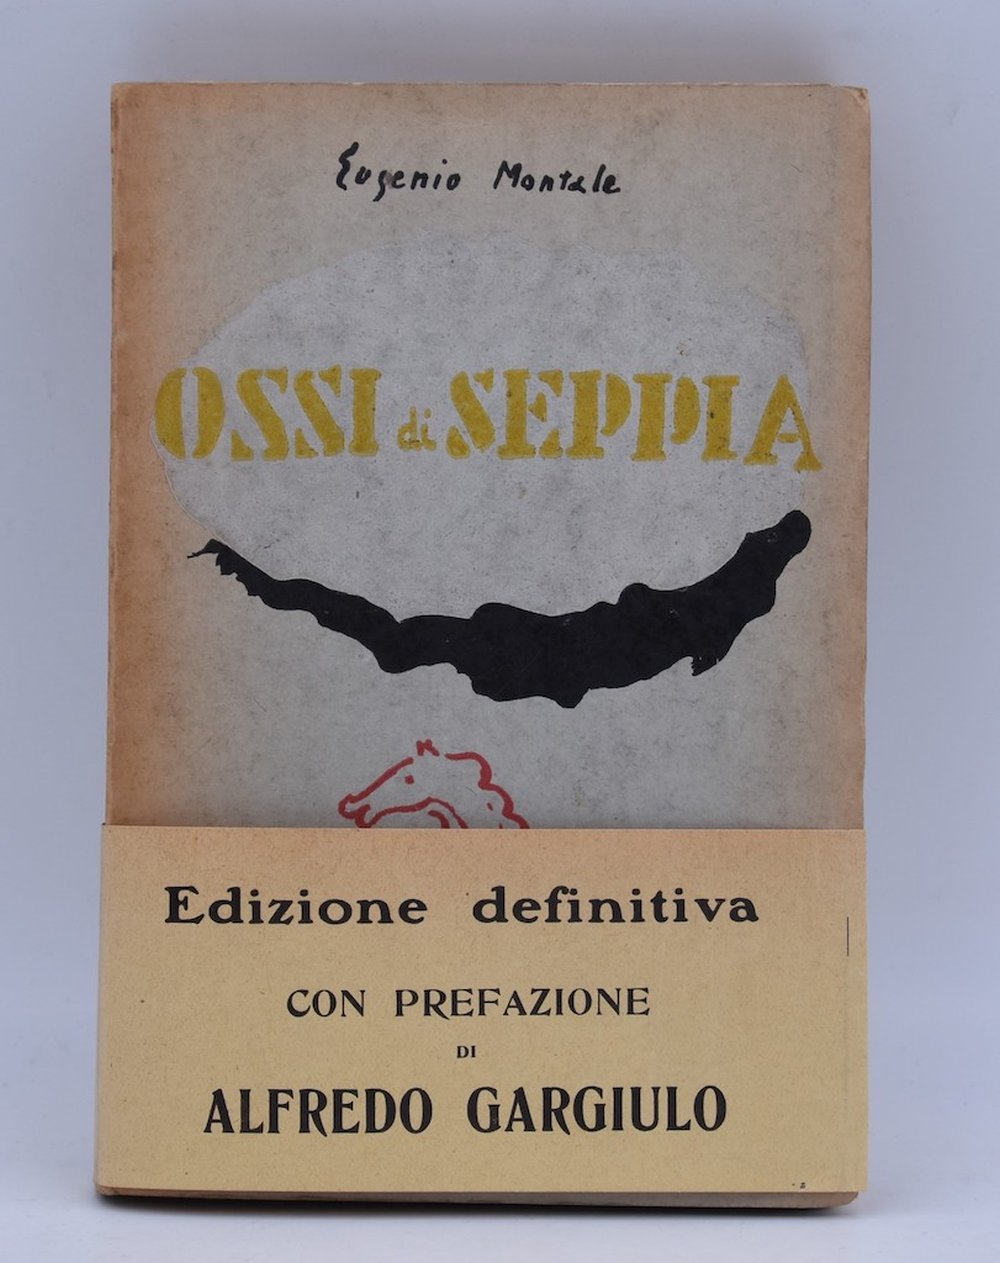 Eugenio Montale
OSSI di SEPPIA
Edizione definitiva
CON PREFAZIONE
DI
ALFREDO GARGIULO